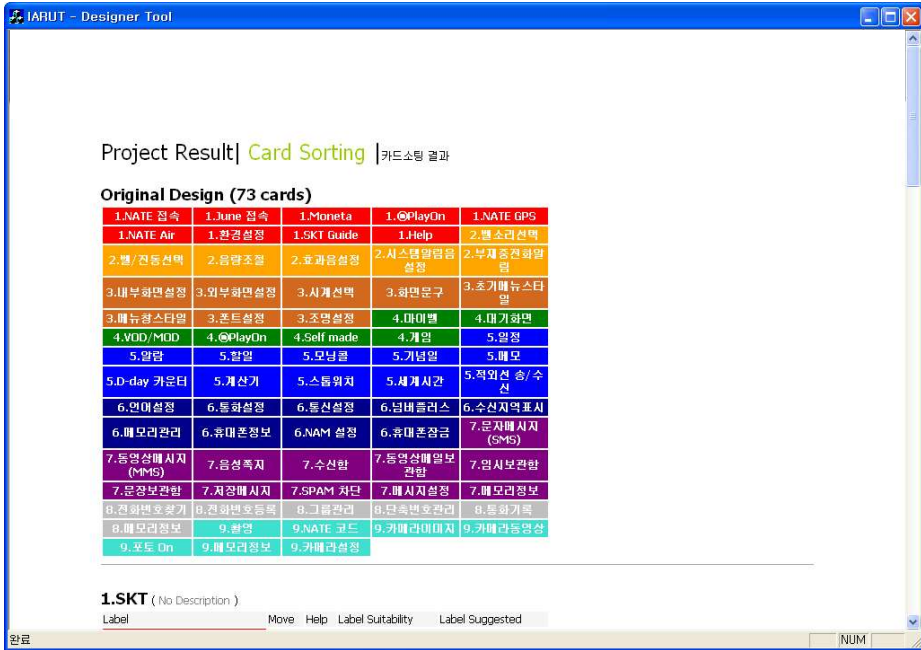 IARUT - Designer Tool
Project Result| Card Sorting |카드소팅 결과
Original Design (73 cards)
1.NATE 접속 1.June 접속 1.Moneta 1.@PlayOn 1.NATE GPS
1.NATE Air 1.환경설정 1.SKT Guide 1.Help 2.벨소리선택
2.벨/진동선택 2.음량조절 2.효과음설정 2.시스템알림음 2.부재중전화알
설정 림
3.내부화면설정 3.외부화면설정 3.시계선택 3.화면문구 3.초기메뉴스타
일
3.메뉴창스타일 3.폰트설정 3.조명설정 4.마이벨 4.대기화면
4.VOD/MOD 4.@PlayOn 4.Self made 4.게임 5.일정
5.알람 5.할일 5.모닝콜 5.기념일 5.메모
5.D-day 카운터 5.계산기 5.스톱워치 5.세계시간 5.적외선 송/수
신
6.언어설정 6.통화설정 6.통신설정 6.넘버플러스 6.수신지역표시
6.메모리관리 6.휴대폰정보 6.NAM 설정 6.휴대폰잠금 7.문자메시지
(SMS)
7.동영상메시지 7.음성쪽지 7.수신함 7.동영상메일보 7.임시보관함
(MMS) 관함
7.문장보관함 7.저장메시지 7.SPAM 차단 7.메시지설정 7.메모리정보
8.전화번호찾기 8.전화번호등록 8.그룹관리 8.단축번호관리 8.통화기록
8.메모리정보 9.촬영 9.NATE 코드 9.카메라이미지 9.카메라동영상
9.포토 On 9.메모리정보 9.카메라설정
1.SKT ( No Description )
Label Move Help Label Suitability Label Suggested
완료 NUM